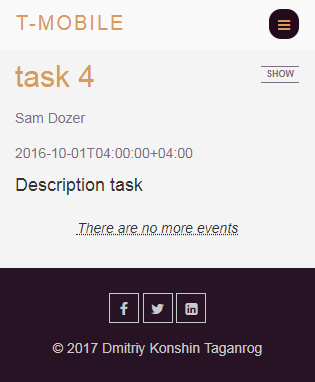 T-MOBILE
task 4
SHOW
Sam Dozer
2016-10-01T04:00:00+04:00
Description task
There are no more events
© 2017 Dmitriy Konshin Taganrog